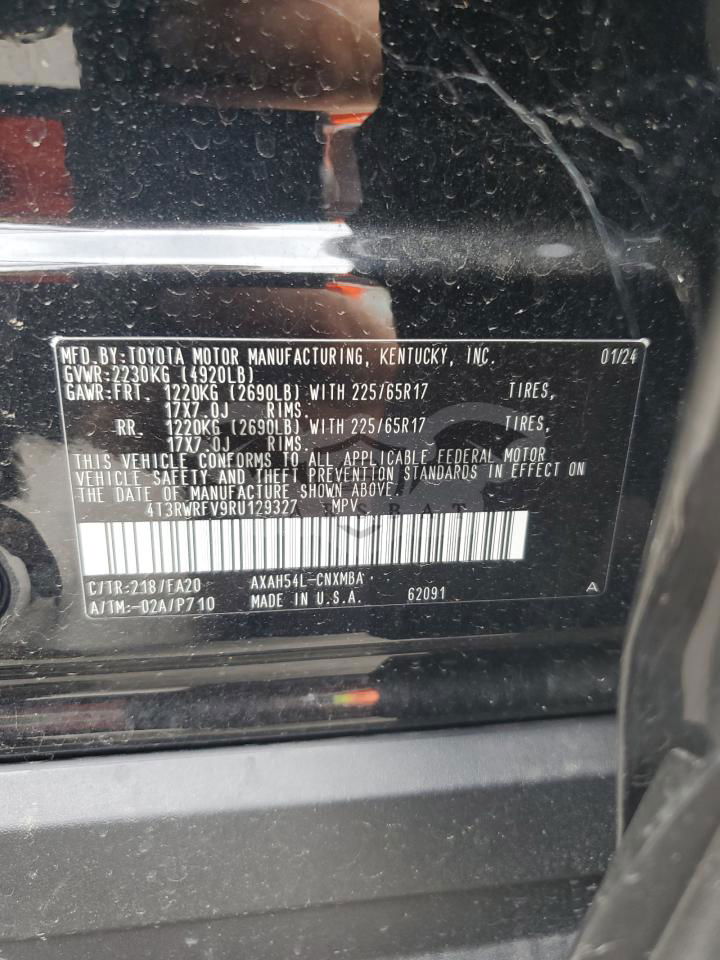 MFD.BY:TOYOTA MOTOR MANUFACTURING, KENTUCKY, INC. 01/24
GVWR:2230KG (4920LB)
GAWR:FRT. 1220KG (2690LB) WITH 225/65R17 TIRES,
17X7.0J RIMS.
RR. 1220KG (2690LB) WITH 225/65R17 TIRES,
17X7.0J RIMS.
THIS VEHICLE CONFORMS TO ALL APPLICABLE FEDERAL MOTOR
VEHICLE SAFETY AND THEFT PREVENTION STANDARDS IN EFFECT ON
THE DATE OF MANUFACTURE SHOWN ABOVE.
4T3RWRFV9RU129327 MPV
C/TR:218/FA20 AXAH54L-CNXMBA A
A/TM:-02A/P710 MADE IN U.S.A. 62091